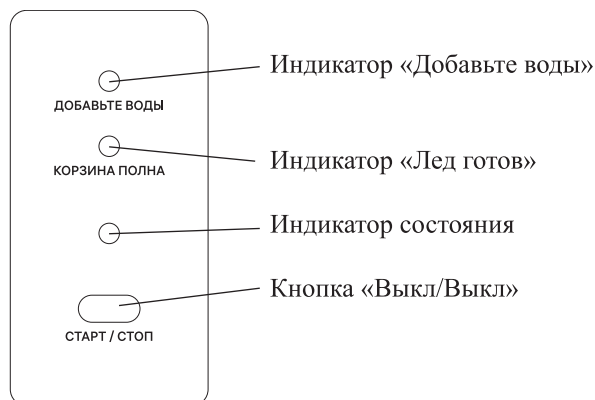 Индикатор «Добавьте воды»
ДОБАВЬТЕ ВОДЫ
Индикатор «Лед готов»
КОРЗИНА ПОЛНА
Индикатор состояния
Кнопка «Выкл/Выкл»
СТАРТ / СТОП